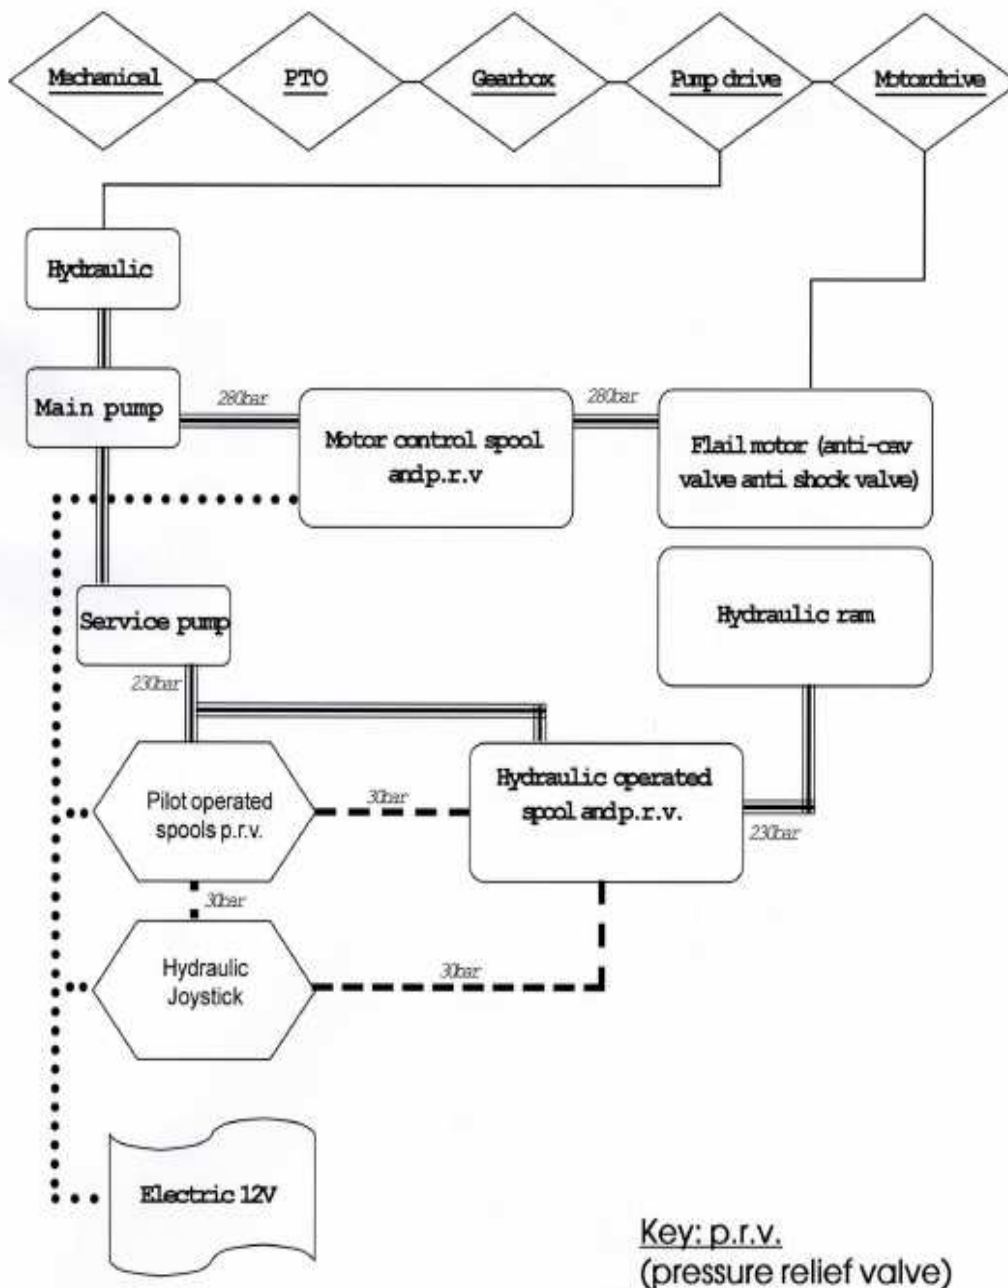 Mechanical
PTO
Gearbox
Pump drive
Motordrive
Hydraulic
Main pump
280bar
Motor control spool
and p.r.v
280bar
Flail motor (anti-cav
valve anti shock valve)
Service pump
Hydraulic ram
230bar
Pilot operated
spools p.r.v.
30bar
Hydraulic operated
spool and p.r.v.
230bar
30bar
Hydraulic
Joystick
30bar
Electric 12V
Key: p.r.v.
(pressure relief valve)